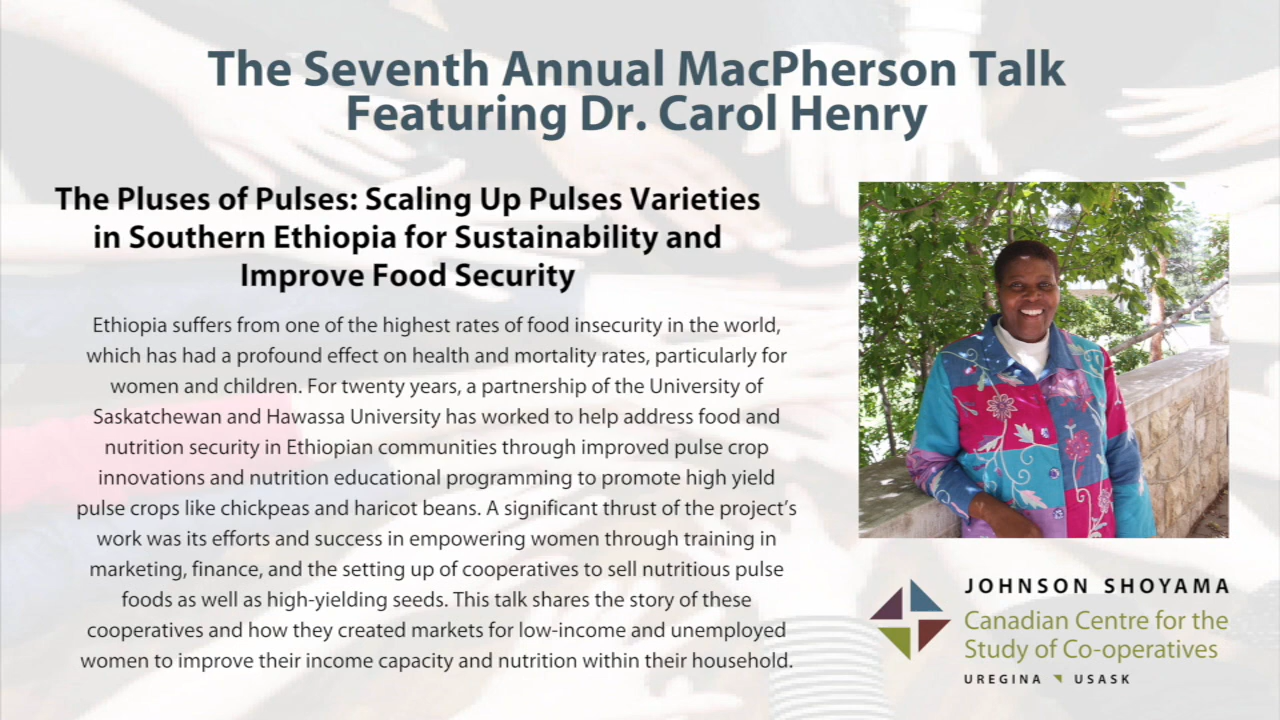 The Seventh Annual MacPherson Talk
Featuring Dr. Carol Henry
The Pluses of Pulses: Scaling Up Pulses Varieties
in Southern Ethiopia for Sustainability and
Improve Food Security
Ethiopia suffers from one of the highest rates of food insecurity in the world,
which has had a profound effect on health and mortality rates, particularly for
women and children. For twenty years, a partnership of the University of
Saskatchewan and Hawassa University has worked to help address food and
nutrition security in Ethiopian communities through improved pulse crop
innovations and nutrition educational programming to promote high yield
pulse crops like chickpeas and haricot beans. A significant thrust of the project's
work was its efforts and success in empowering women through training in
marketing, finance, and the setting up of cooperatives to sell nutritious pulse
foods as well as high-yielding seeds. This talk shares the story of these
cooperatives and how they created markets for low-income and unemployed
women to improve their income capacity and nutrition within their household.
JOHNSON SHOYAMA
Canadian Centre for the
Study of Co-operatives
UREGINA USASK